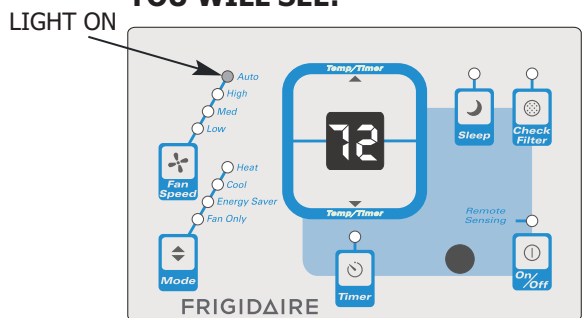 YOU WILL SEE:
LIGHT ON
Auto
High
Med
Low
Fan
Speed
Heat
Cool
Energy Saver
Fan Only
Mode
Temp/Timer
72
Temp/Timer
Timer
Sleep
Check
Filter
Remote
Sensing
On/Off
FRIGIDAIRE